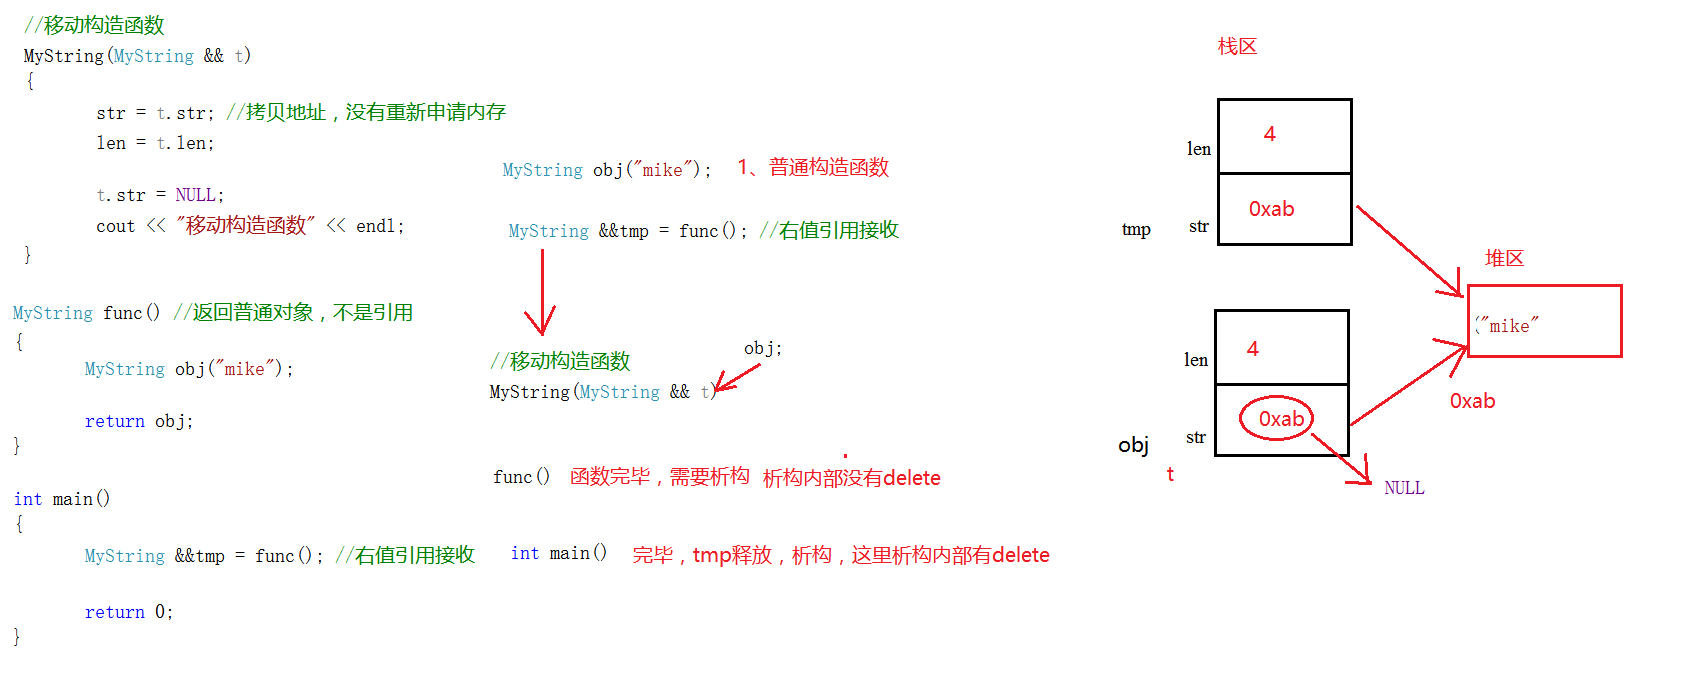 //移动构造函数
MyString(MyString && t)
{
str = t.str; //拷贝地址，没有重新申请内存
len = t.len;
t.str = NULL;
cout << "移动构造函数" << endl;
}
MyString func() //返回普通对象，不是引用
{
MyString obj("mike");
return obj;
}
int main()
{
MyString &&tmp = func(); //右值引用接收
return 0;
}
MyString obj("mike"); 1、普通构造函数
MyString &&tmp = func(); //右值引用接收
obj;
//移动构造函数
MyString(MyString && t)
func() 函数完毕，需要析构 析构内部没有delete
int main() 完毕，tmp释放，析构，这里析构内部有delete
栈区
len 4
tmp str 0xab
堆区
("mike"
len 4
0xab
obj str 0xab
t
NULL